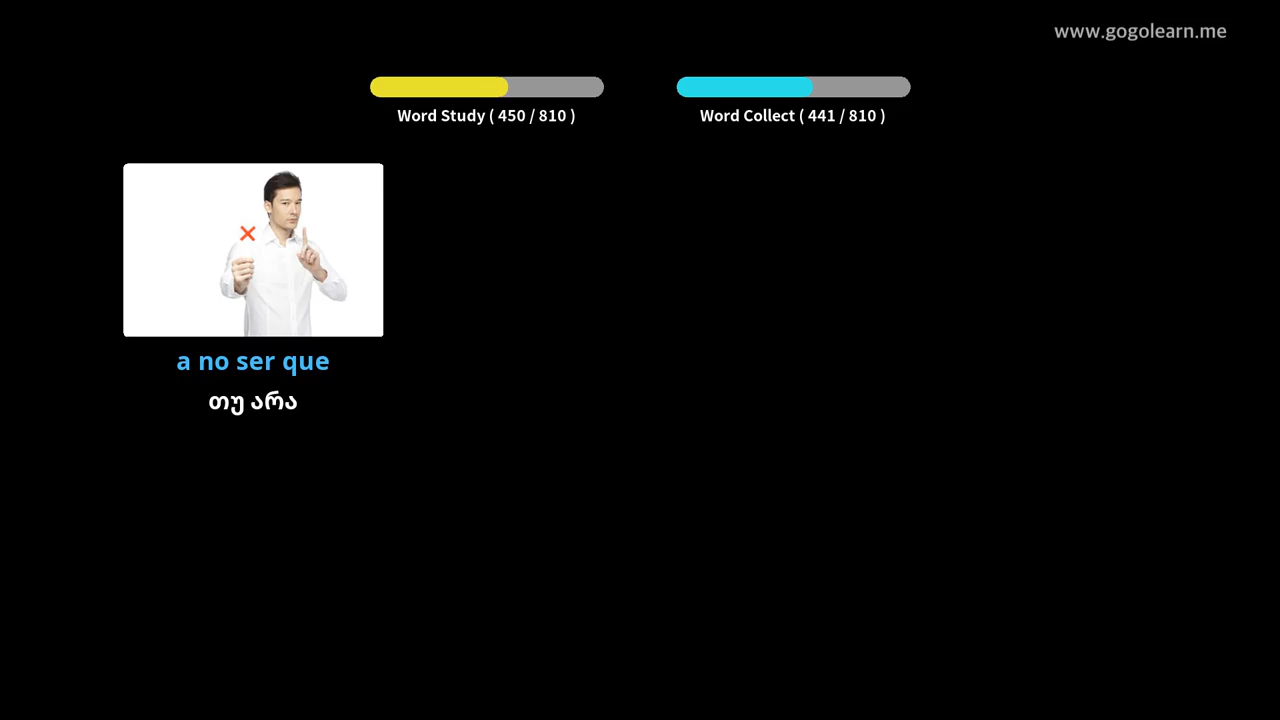 www.gogolearn.me
Word Study ( 450 / 810 )
Word Collect ( 441 / 810 )
a no ser que
თუ არა